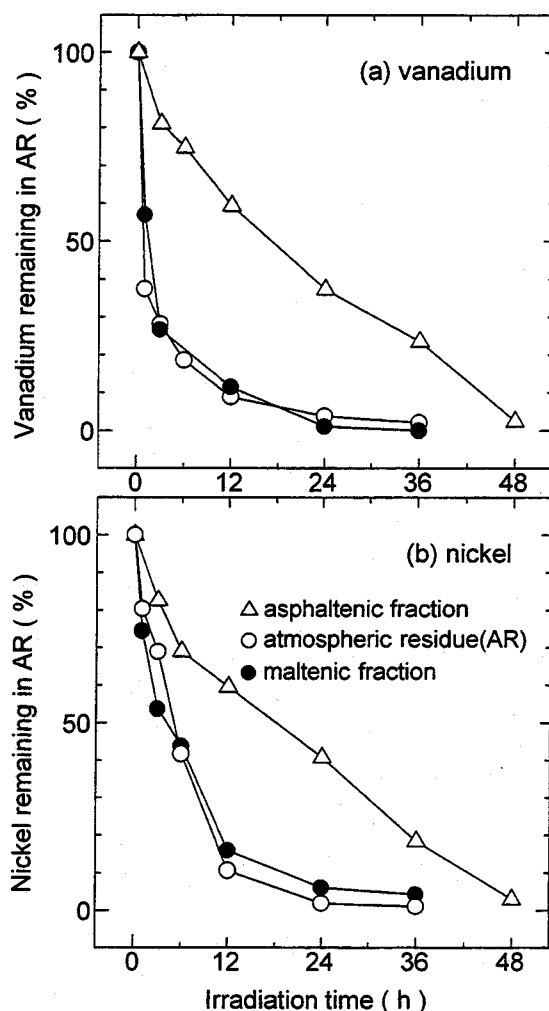 (a) vanadium
Vanadium remaining in AR ( % )
100
50
0
0 12 24 36 48
(b) nickel
Nickel remaining in AR ( % )
100
50
0
asphaltenic fraction
atmospheric residue(AR)
maltenic fraction
0 12 24 36 48
Irradiation time ( h )